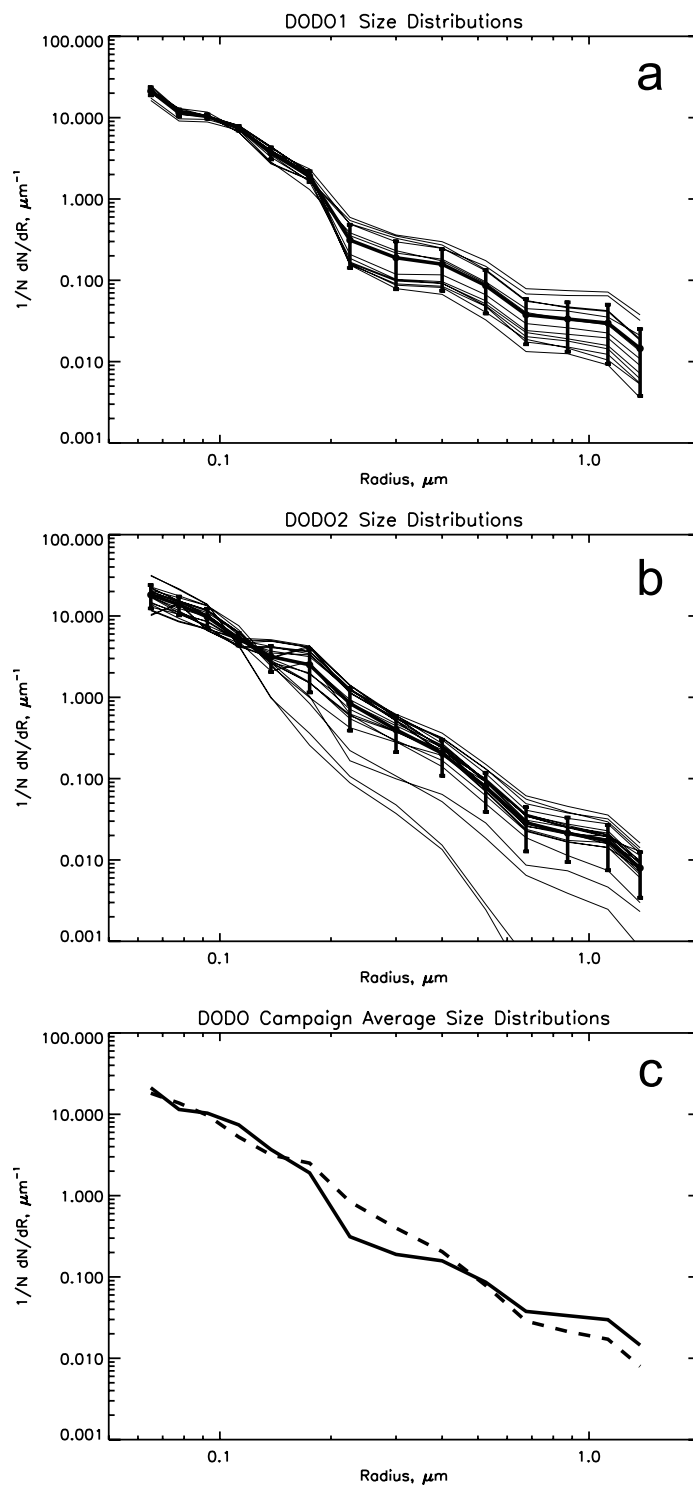 DODO1 Size Distributions
a
1/N dN/dR, μm⁻¹
100.000
10.000
1.000
0.100
0.010
0.001
0.1
1.0
Radius, μm
DODO2 Size Distributions
b
1/N dN/dR, μm⁻¹
100.000
10.000
1.000
0.100
0.010
0.001
0.1
1.0
Radius, μm
DODO Campaign Average Size Distributions
c
1/N dN/dR, μm⁻¹
100.000
10.000
1.000
0.100
0.010
0.001
0.1
1.0
Radius, μm